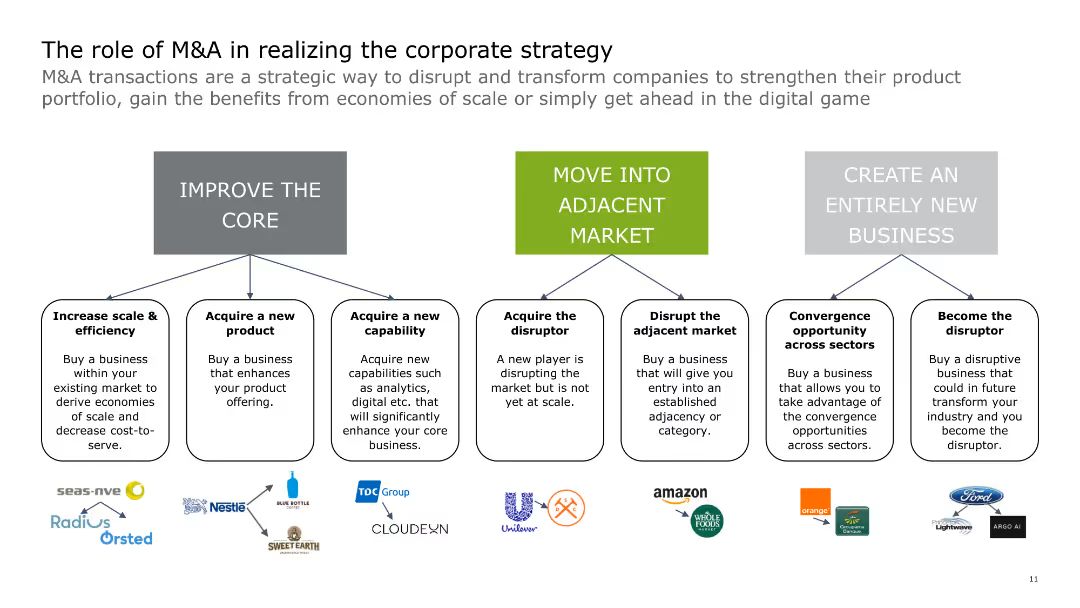 The role of M&A in realizing the corporate strategy
M&A transactions are a strategic way to disrupt and transform companies to strengthen their product
portfolio, gain the benefits from economies of scale or simply get ahead in the digital game
IMPROVE THE
CORE
MOVE INTO
ADJACENT
MARKET
CREATE AN
ENTIRELY NEW
BUSINESS
Increase scale &
efficiency
Buy a business
within your
existing market to
derive economies
of scale and
decrease cost-to-
serve.
Acquire a new
product
Buy a business
that enhances
your product
offering.
Acquire a new
capability
Acquire new
capabilities such
as analytics,
digital etc. that
will significantly
enhance your core
business.
Acquire the
disruptor
A new player is
disrupting the
market but is not
yet at scale.
Disrupt the
adjacent market
Buy a business
that will give you
entry into an
established
adjacency or
category.
Convergence
opportunity
across sectors
Buy a business
that allows you to
take advantage of
the convergence
opportunities
across sectors.
Become the
disruptor
Buy a disruptive
business that
could in future
transform your
industry and you
become the
disruptor.
seas-nve
Radius
Ørsted
Nestlé
BLUE BOTTLE
COFFEE
SWEET EARTH
TDC Group
CLOUDEON
Unilever
D S C
amazon
WHOLE
FOODS
MARKET
orange
Groupama
Banque
Ford
Princeton
Lightwave
ARGO AI
11